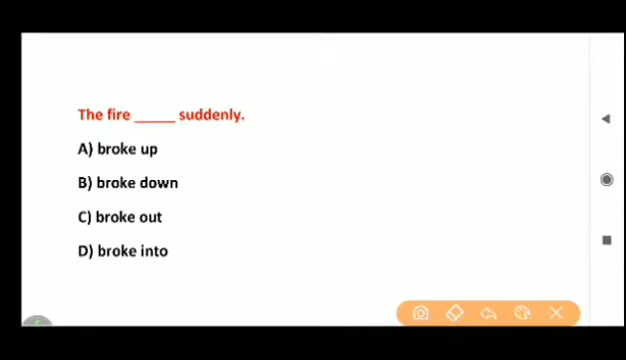 The fire _____ suddenly.
A) broke up
B) broke down
C) broke out
D) broke into